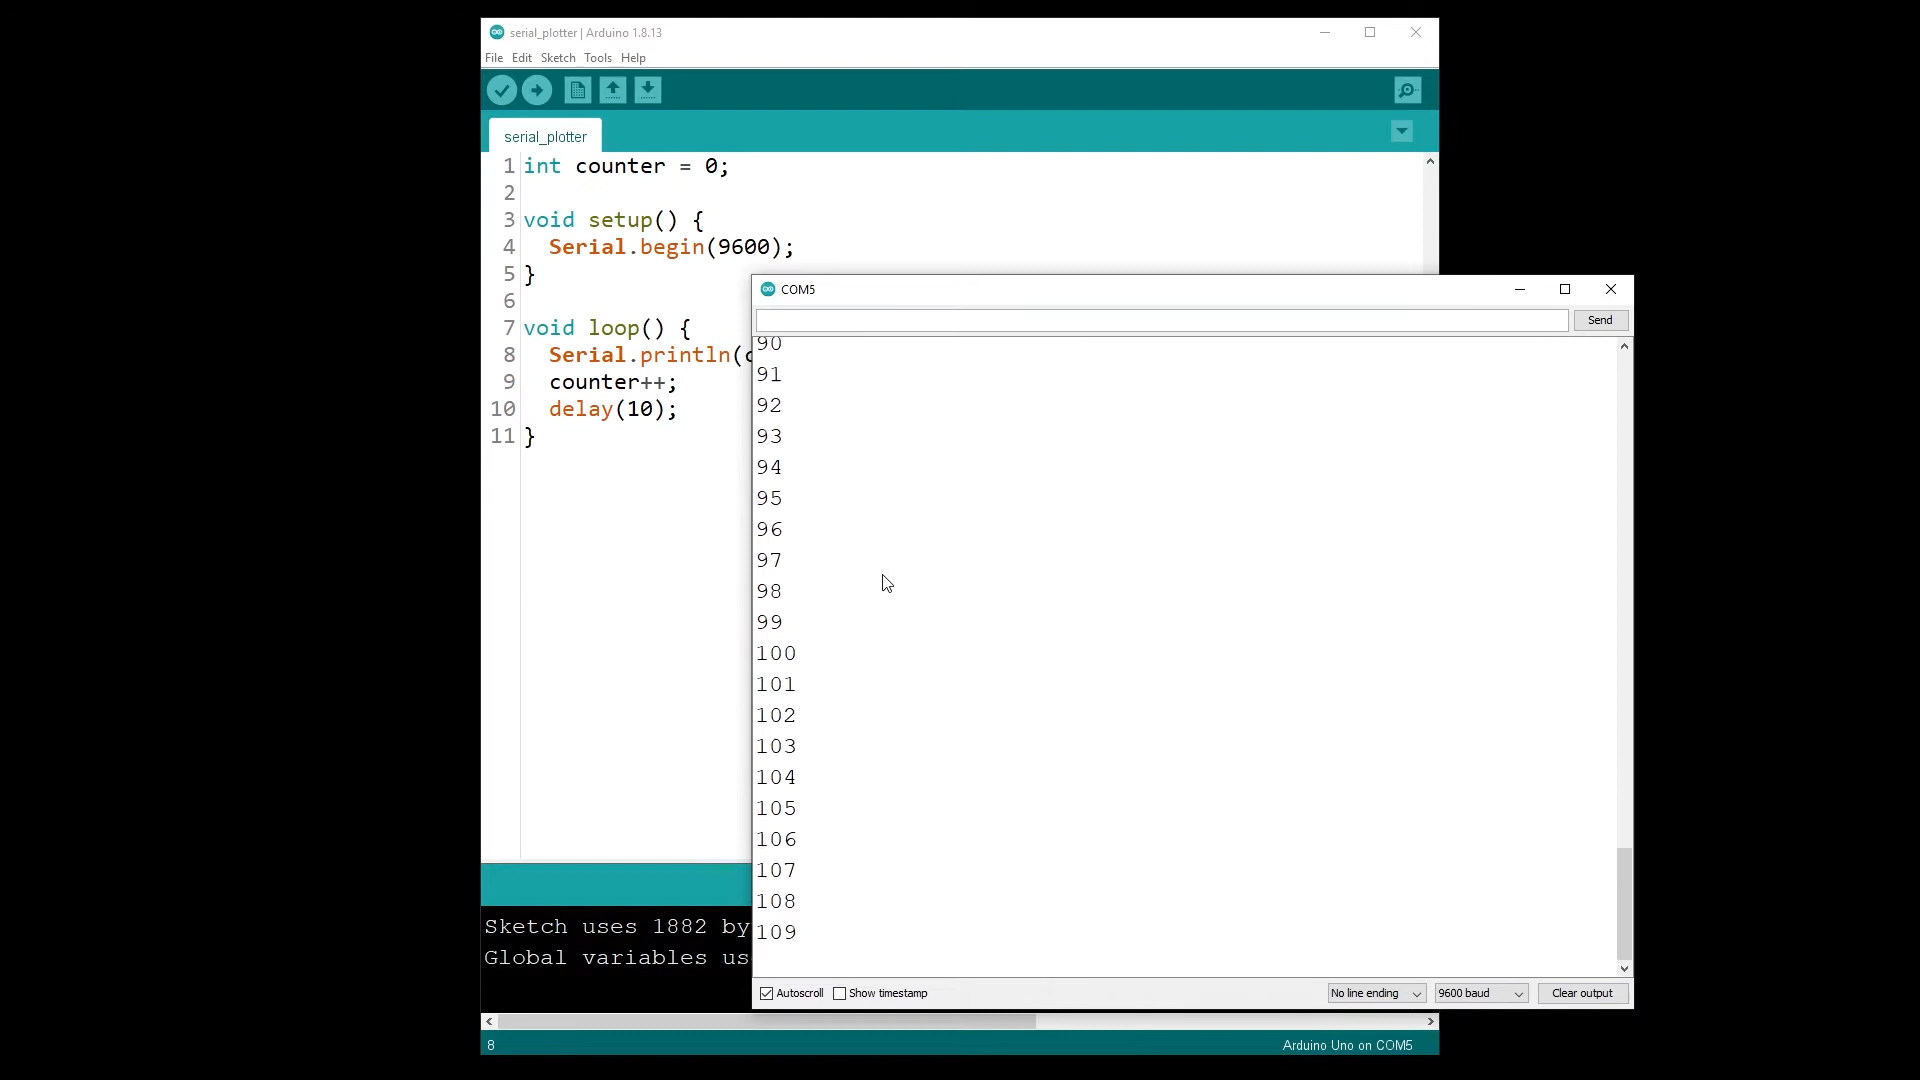 serial_plotter | Arduino 1.8.13
File Edit Sketch Tools Help
serial_plotter
1 int counter = 0;
2
3 void setup() {
4 Serial.begin(9600);
5 }
6
7 void loop() {
8 Serial.println(
9 counter++;
10 delay(10);
11 }
COM5
Send
90
91
92
93
94
95
96
97
98
99
100
101
102
103
104
105
106
107
108
109
Autoscroll Show timestamp No line ending 9600 baud Clear output
Sketch uses 1882 by
Global variables us
8 Arduino Uno on COM5